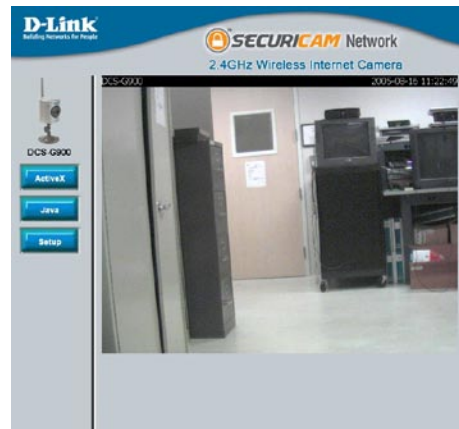 D-Link
Building Networks for People
SECURICAM Network
2.4GHz Wireless Internet Camera
DCS-G900
2005-08-16 11:22:49
DCS-G900
ActiveX
Java
Setup